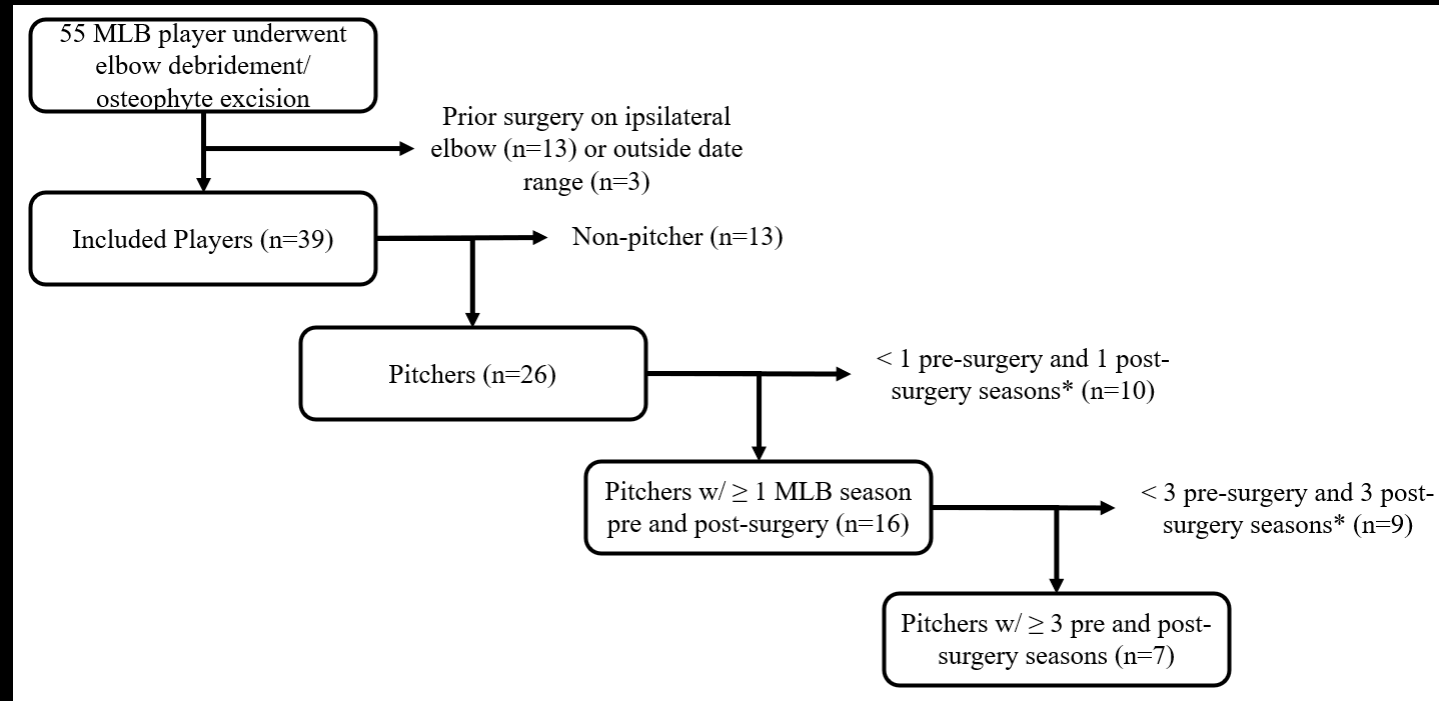 55 MLB player underwent
elbow debridement/
osteophyte excision
Prior surgery on ipsilateral
elbow (n=13) or outside date
range (n=3)
Included Players (n=39)
Non-pitcher (n=13)
Pitchers (n=26)
< 1 pre-surgery and 1 post-
surgery seasons* (n=10)
Pitchers w/ ≥ 1 MLB season
pre and post-surgery (n=16)
< 3 pre-surgery and 3 post-
surgery seasons* (n=9)
Pitchers w/ ≥ 3 pre and post-
surgery seasons (n=7)